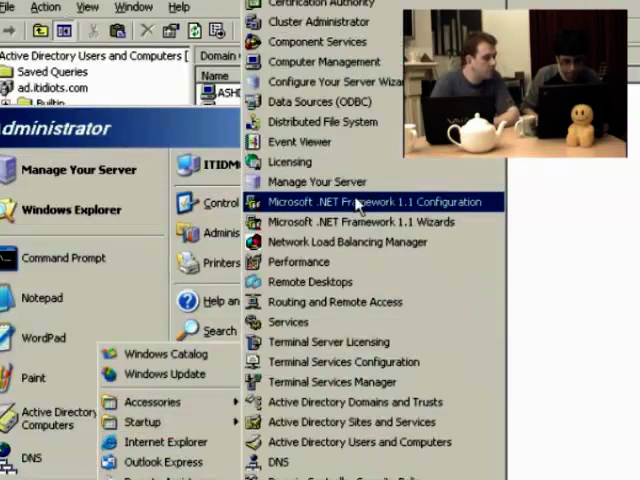 File Action View Window Help
Active Directory Users and Computers [
Domain
Saved Queries
Name
ad.itidiots.com
Builtin
ASHD
Administrator
Manage Your Server
Windows Explorer
Command Prompt
Notepad
WordPad
Paint
Active Directory
Computers
DNS
ITIDM
Control
Adminis
Printers
Help an
Search
Windows Catalog
Windows Update
Accessories
Startup
Internet Explorer
Outlook Express
Certification Authority
Cluster Administrator
Component Services
Computer Management
Configure Your Server Wizar
Data Sources (ODBC)
Distributed File System
Event Viewer
Licensing
Manage Your Server
Microsoft .NET Framework 1.1 Configuration
Microsoft .NET Framework 1.1 Wizards
Network Load Balancing Manager
Performance
Remote Desktops
Routing and Remote Access
Services
Terminal Server Licensing
Terminal Services Configuration
Terminal Services Manager
Active Directory Domains and Trusts
Active Directory Sites and Services
Active Directory Users and Computers
DNS